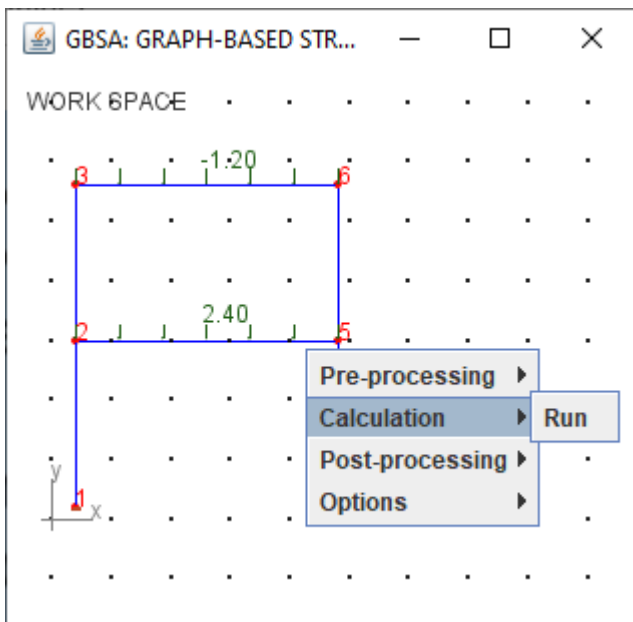 GBSA: GRAPH-BASED STR...
WORK SPACE
3 -1.20 6
2 2.40 5
Pre-processing
Calculation Run
Post-processing
Options
y
1
x